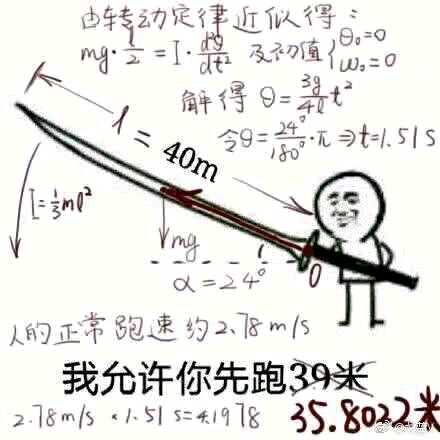 由转动定律近似得：
mg·l/2 = I·d²θ/dt² 及初值{θ₀=0 ω₀=0
解得 θ=3g/4l t²
令θ=24°/180°·π ⇒t=1.51s
l = 40m
I=1/3ml²
mg
α=24°
O
人的正常跑速约2.78m/s
我允许你先跑39米
2.78m/s × 1.51s=4.1978
35.8022米